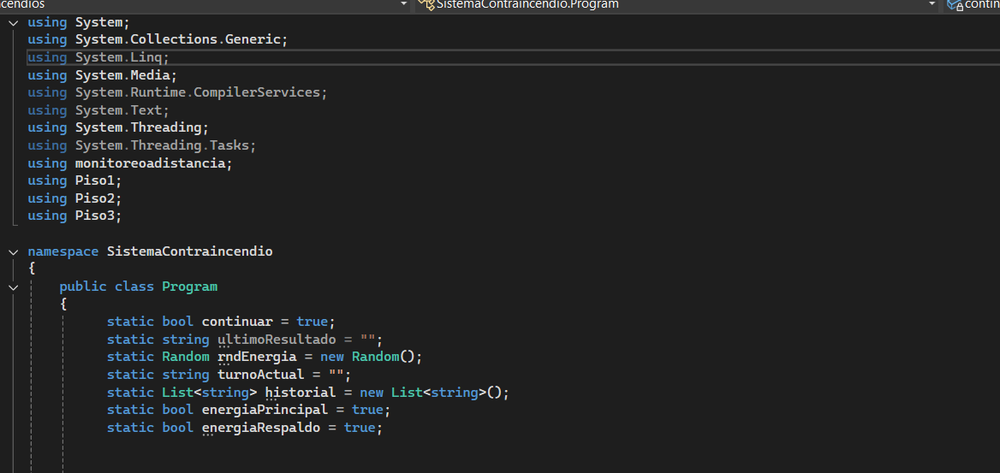 cendios SistemaContraincendio.Program contin
using System;
using System.Collections.Generic;
using System.Linq;
using System.Media;
using System.Runtime.CompilerServices;
using System.Text;
using System.Threading;
using System.Threading.Tasks;
using monitoreoadistancia;
using Piso1;
using Piso2;
using Piso3;
namespace SistemaContraincendio
{
public class Program
{
static bool continuar = true;
static string ultimoResultado = "";
static Random rndEnergia = new Random();
static string turnoActual = "";
static List<string> historial = new List<string>();
static bool energiaPrincipal = true;
static bool energiaRespaldo = true;